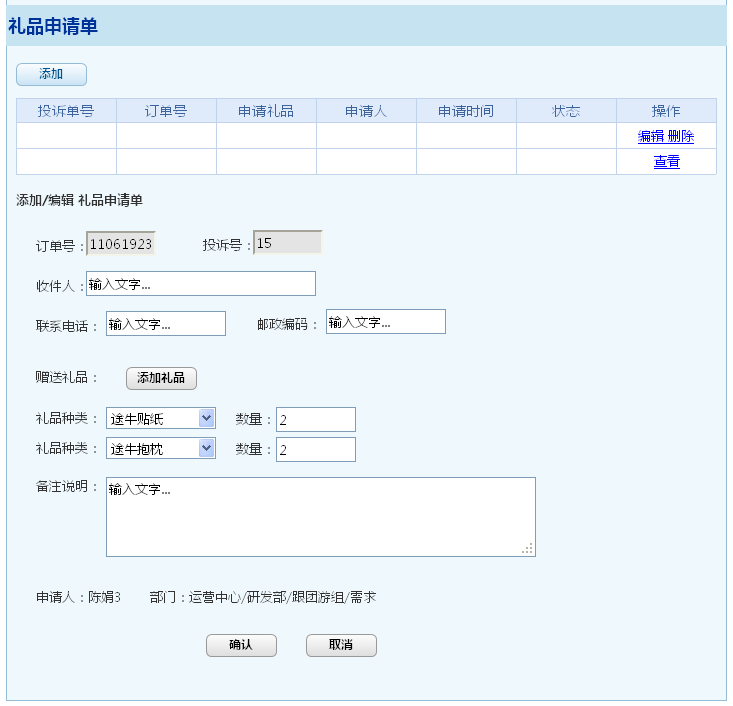 礼品申请单
添加
投诉单号 订单号 申请礼品 申请人 申请时间 状态 操作
编辑 删除
查看
添加/编辑 礼品申请单
订单号：11061923 投诉号：15
收件人：输入文字...
联系电话： 输入文字... 邮政编码： 输入文字...
赠送礼品： 添加礼品
礼品种类： 途牛贴纸 数量：2
礼品种类： 途牛抱枕 数量：2
备注说明： 输入文字...
申请人：陈娟3 部门：运营中心/研发部/跟团游组/需求
确认 取消